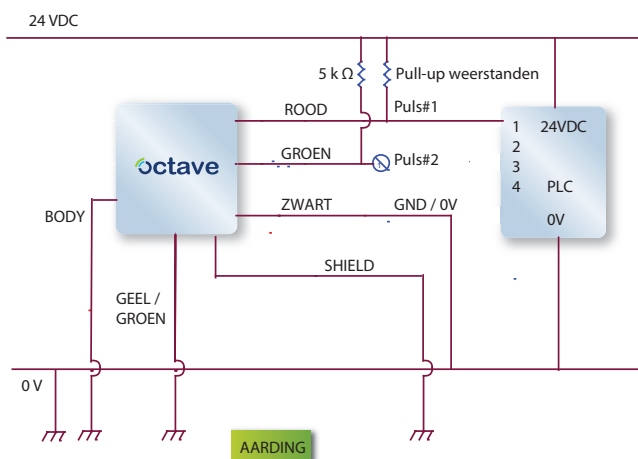 24 VDC
5 k Ω
Pull-up weerstanden
ROOD
Puls#1
1
24VDC
2
3
4
PLC
0V
octave
GROEN
Puls#2
ZWART
GND / 0V
BODY
SHIELD
GEEL /
GROEN
0 V
AARDING